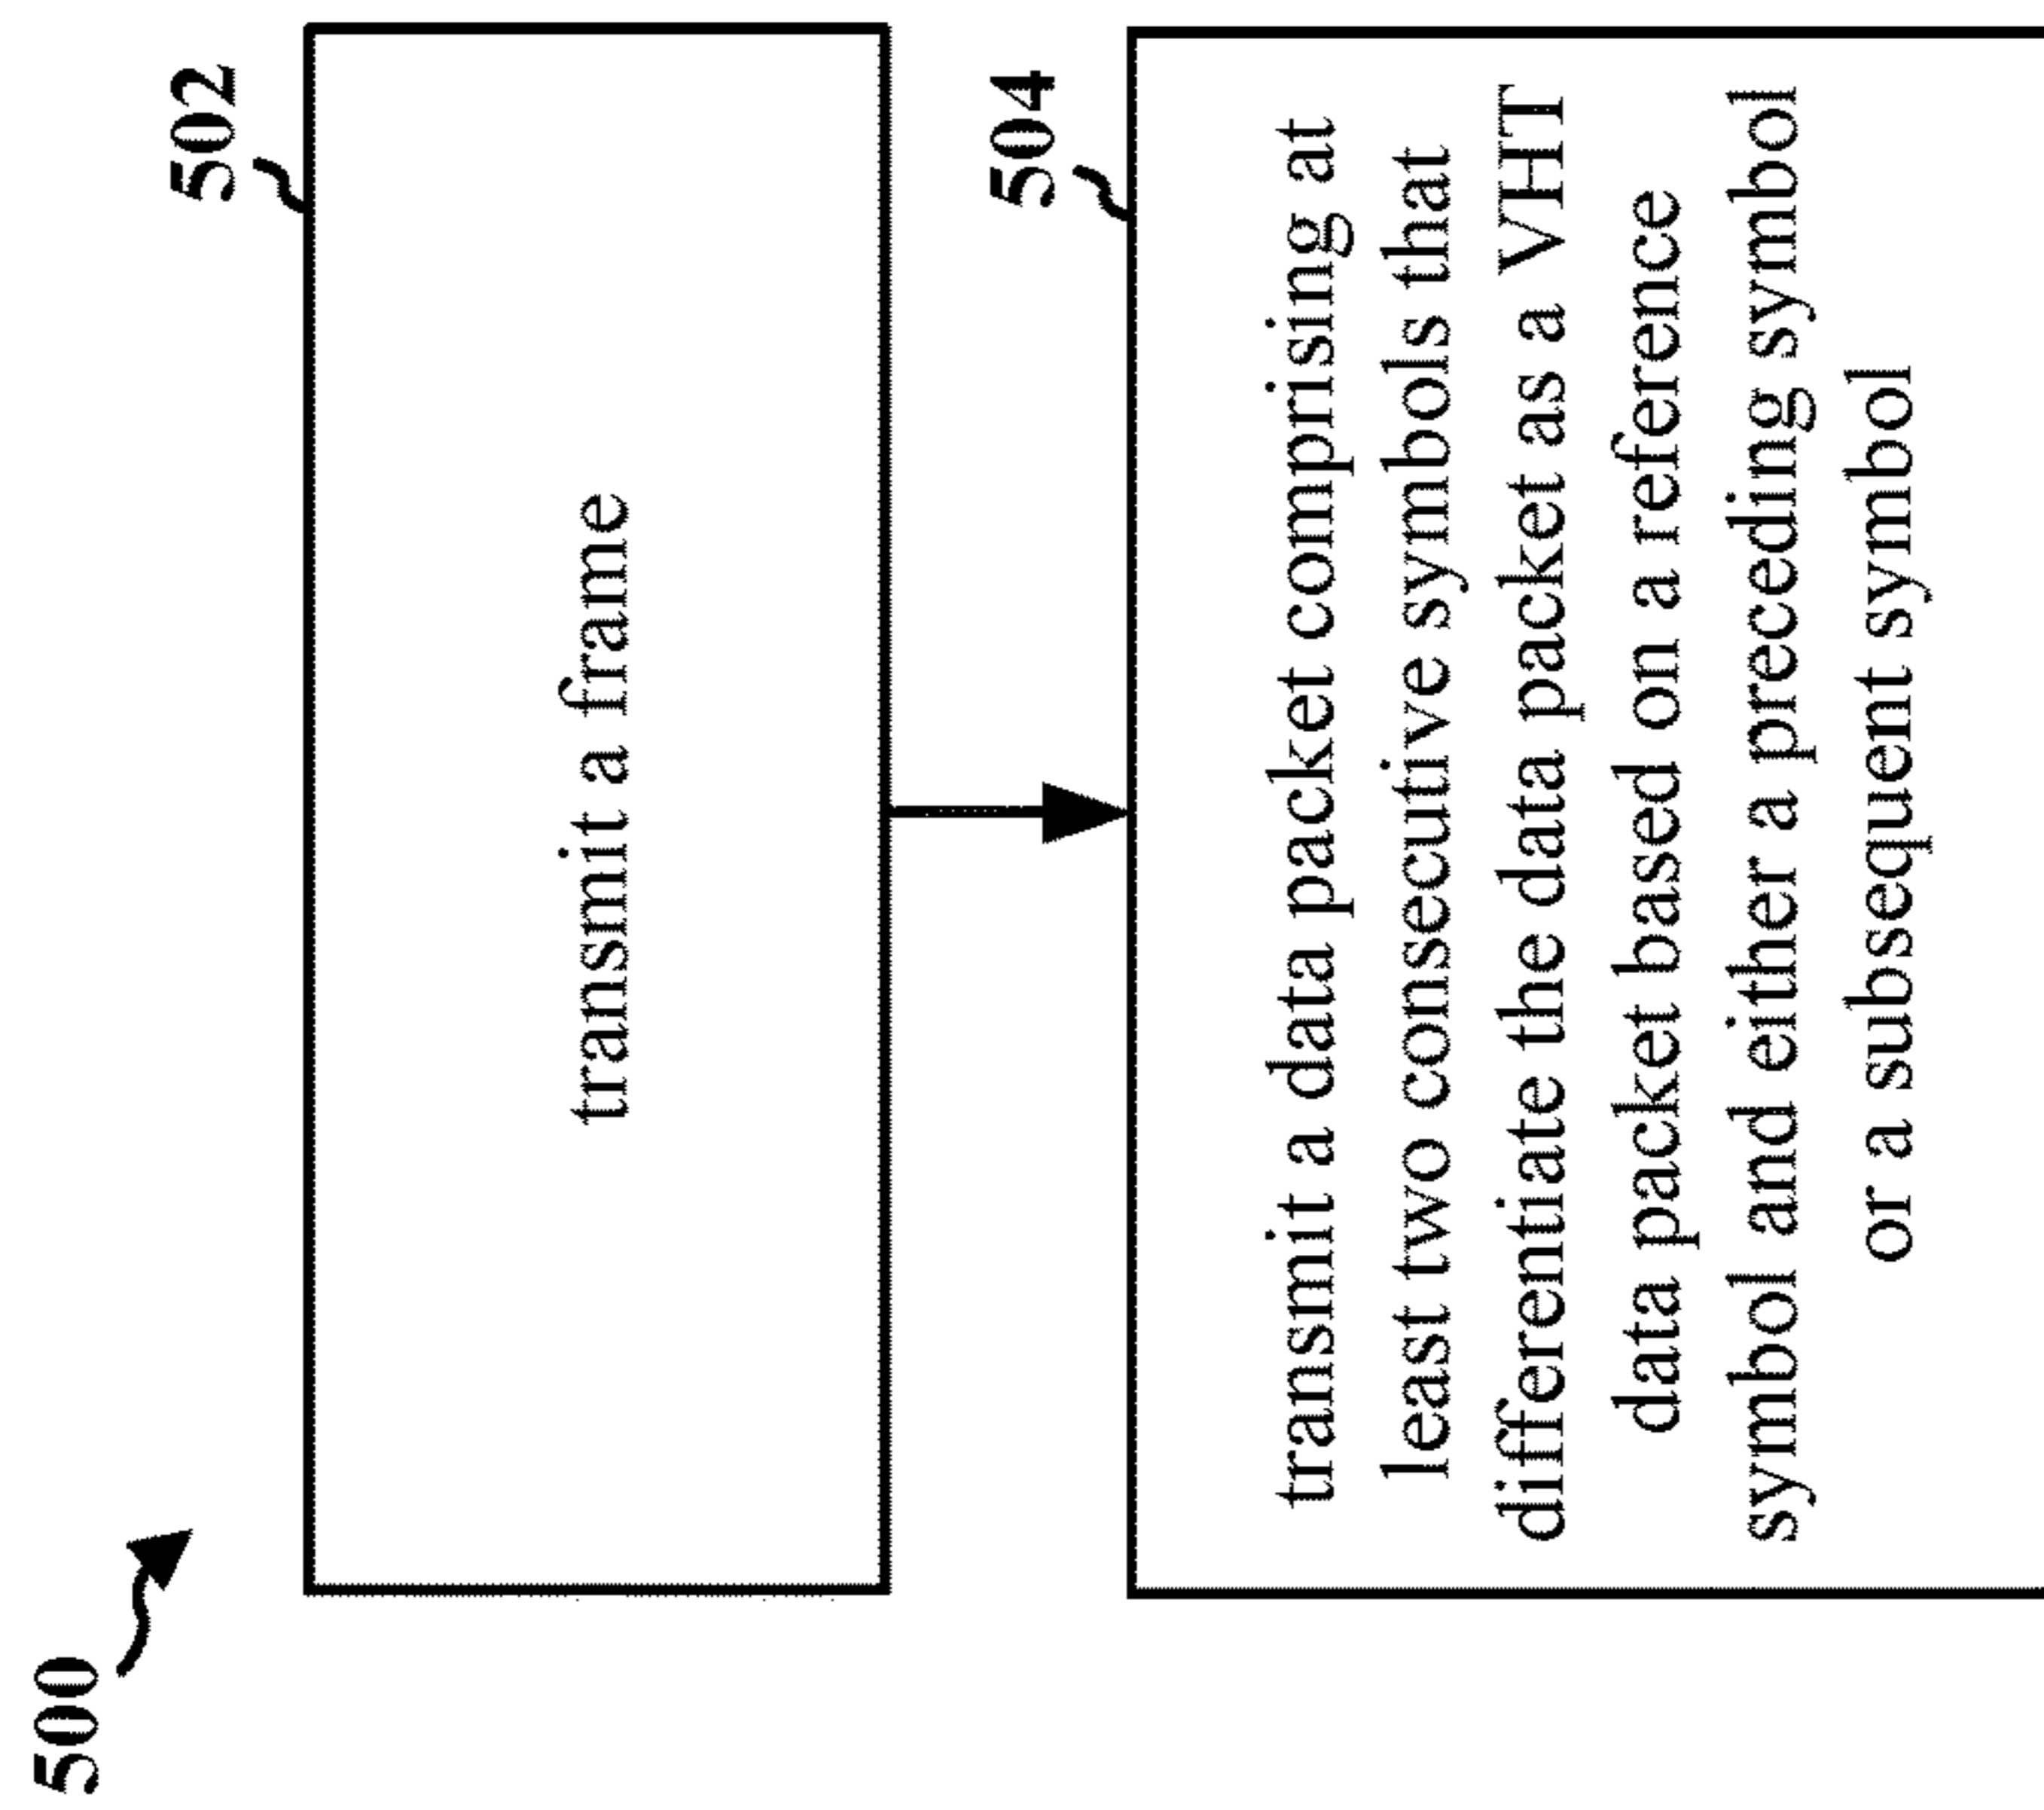 500
502
transmit a frame
504
transmit a data packet comprising at
least two consecutive symbols that
differentiate the data packet as a VHT
data packet based on a reference
symbol and either a preceding symbol
or a subsequent symbol